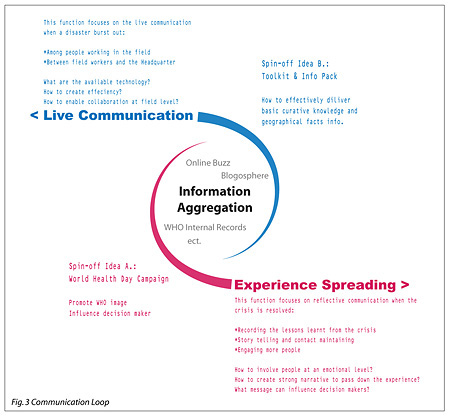 This function focuses on the live communication
when a disaster burst out:
*Among people working in the field
*Between field workers and the Headquarter
What are the available technology?
How to create effeciency?
How to enable collaboration at field level?
< Live Communication
Spin-off Idea B.:
Toolkit & Info Pack
How to effectively diliver
basic curative knowledge and
geographical facts info.
Online Buzz
Blogosphere
Information
Aggregation
WHO Internal Records
ect.
Spin-off Idea A.:
World Health Day Campaign
Promote WHO image
Influence decision maker
Experience Spreading >
This function focuses on reflective communication when the
crisis is resolved:
*Recording the lessons learnt from the crisis
*Story telling and contact maintaining
*Engaging more people
How to involve people at an emotional level?
How to create strong narrative to pass down the experience?
What message can influence decision makers?
Fig. 3 Communication Loop